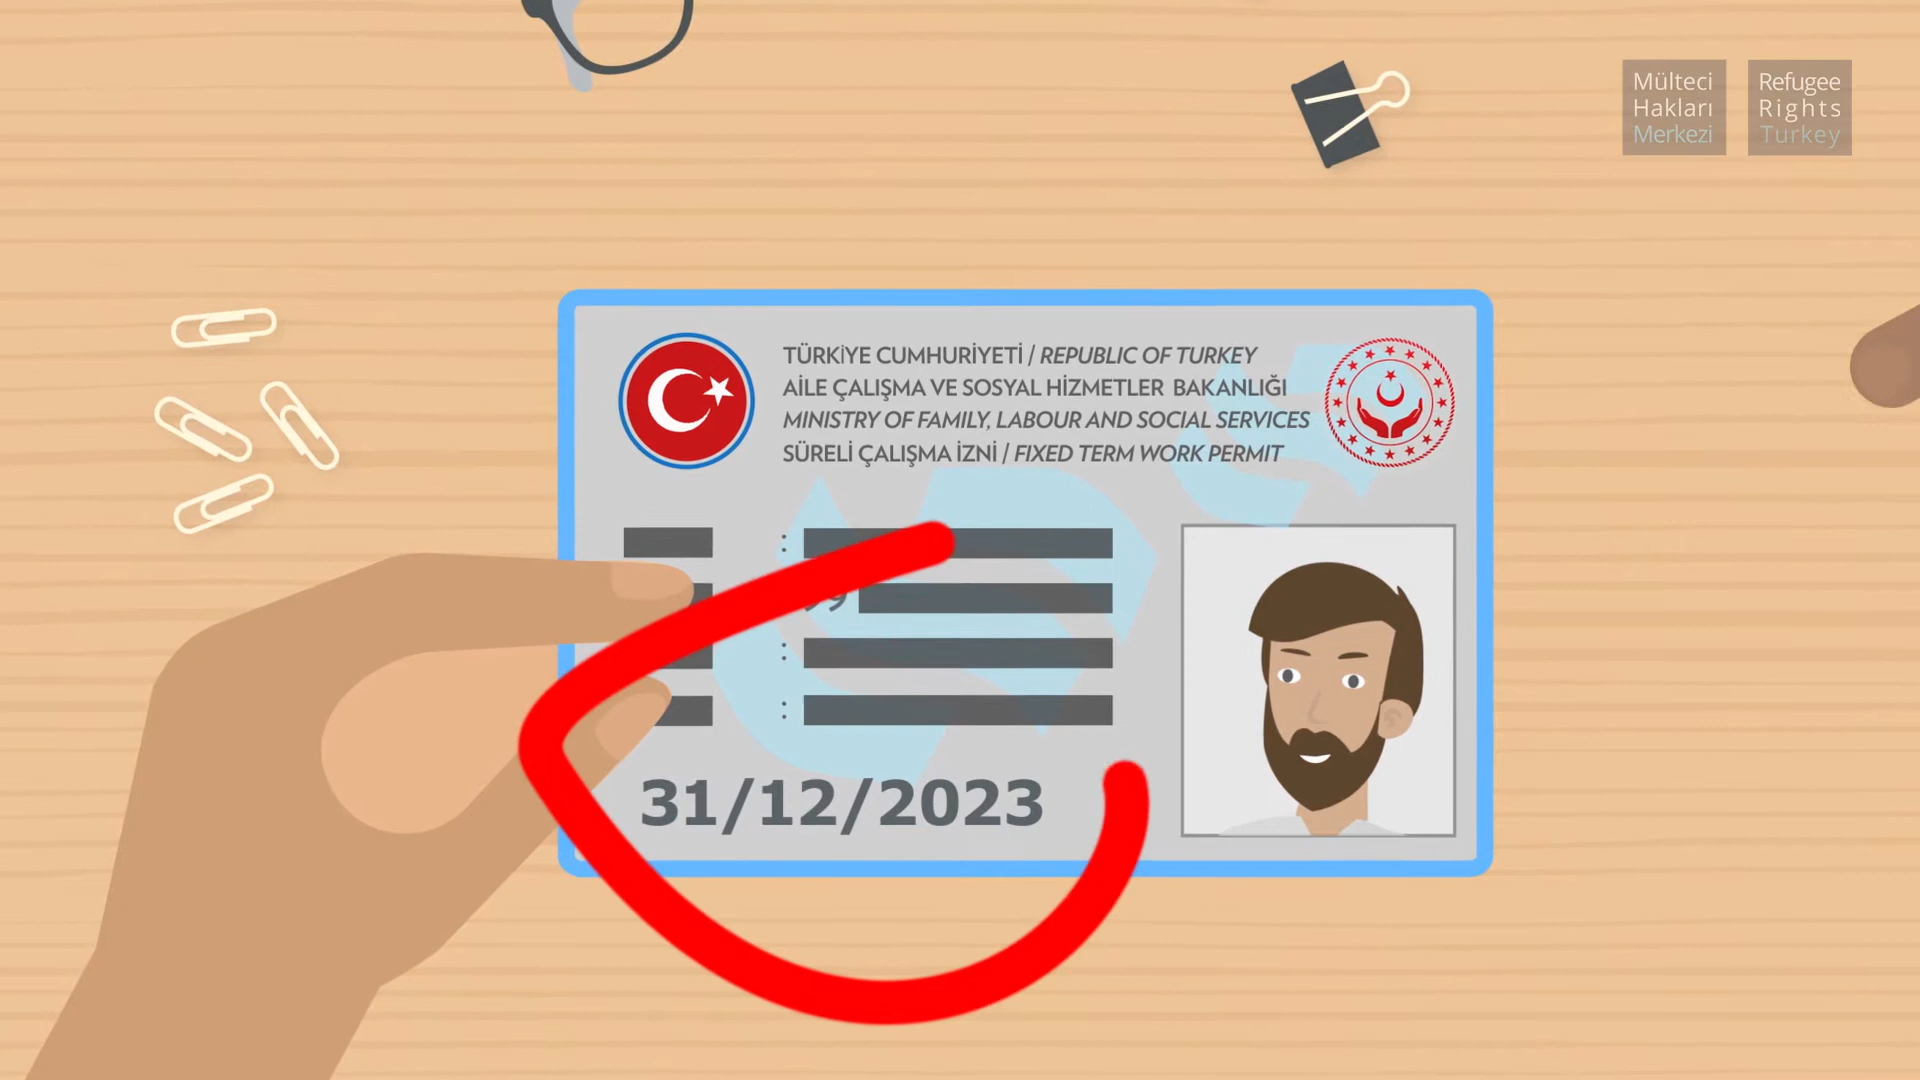 Mülteci
Hakları
Merkezi
Refugee
Rights
Turkey
TÜRKİYE CUMHURİYETİ / REPUBLIC OF TURKEY
AİLE ÇALIŞMA VE SOSYAL HİZMETLER BAKANLIĞI
MINISTRY OF FAMILY, LABOUR AND SOCIAL SERVICES
SÜRELİ ÇALIŞMA İZNİ / FIXED TERM WORK PERMIT
31/12/2023